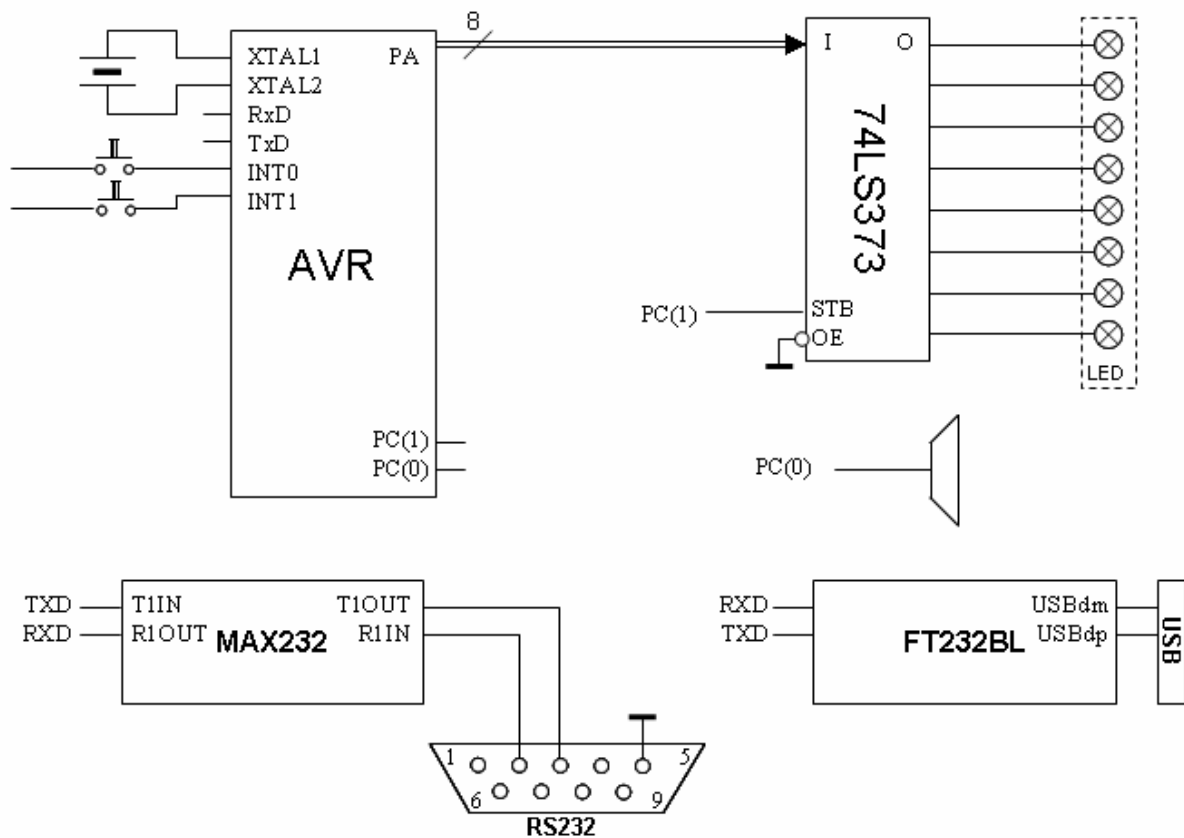 8
XTAL1
PA
XTAL2
RxD
TxD
INT0
INT1
AVR
PC(1)
PC(0)
I
O
74LS373
PC(1)
STB
OE
LED
PC(0)
TXD
T1IN
T1OUT
RXD
R1OUT
R1IN
MAX232
RXD
USBdm
TXD
USBdp
FT232BL
USB
1
5
6
9
RS232